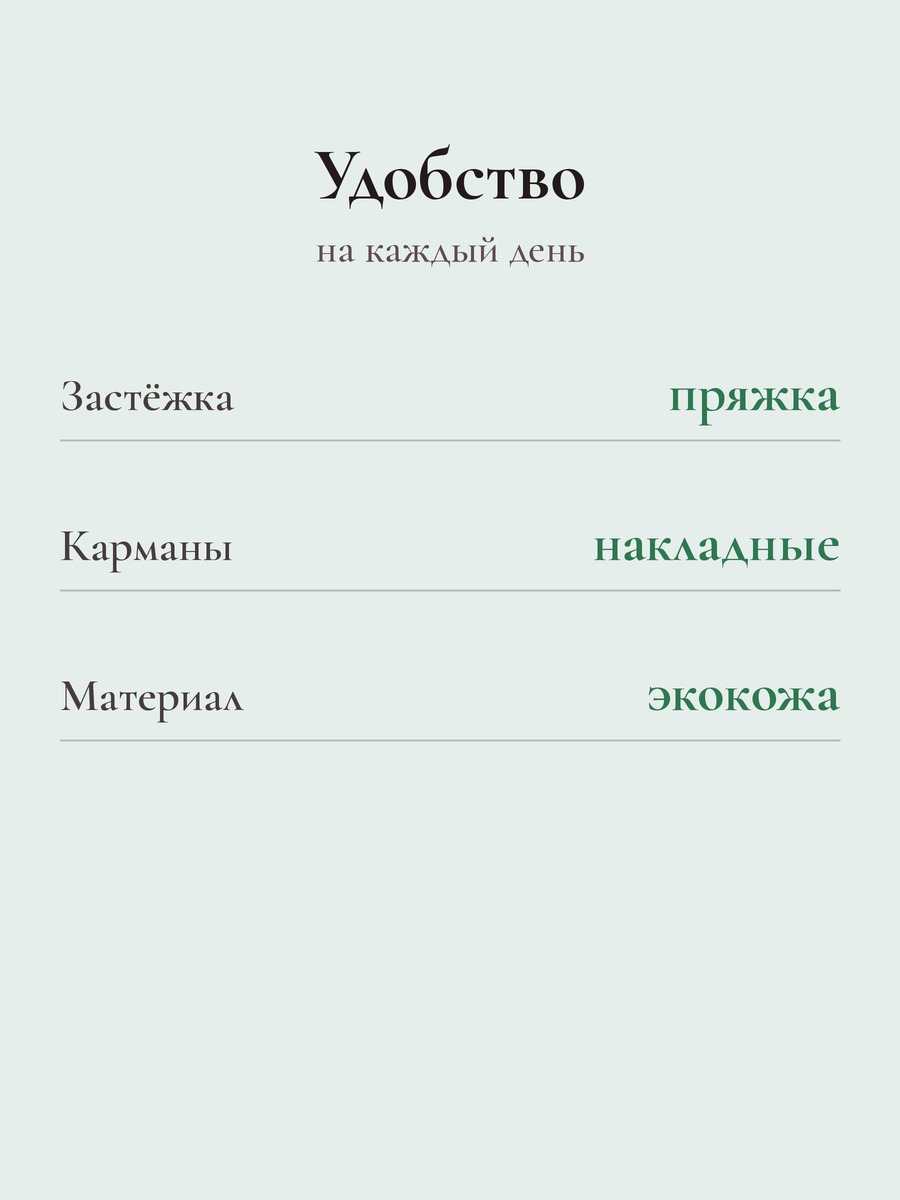 Удобство
на каждый день
Застёжка пряжка
Карманы накладные
Материал экокожа